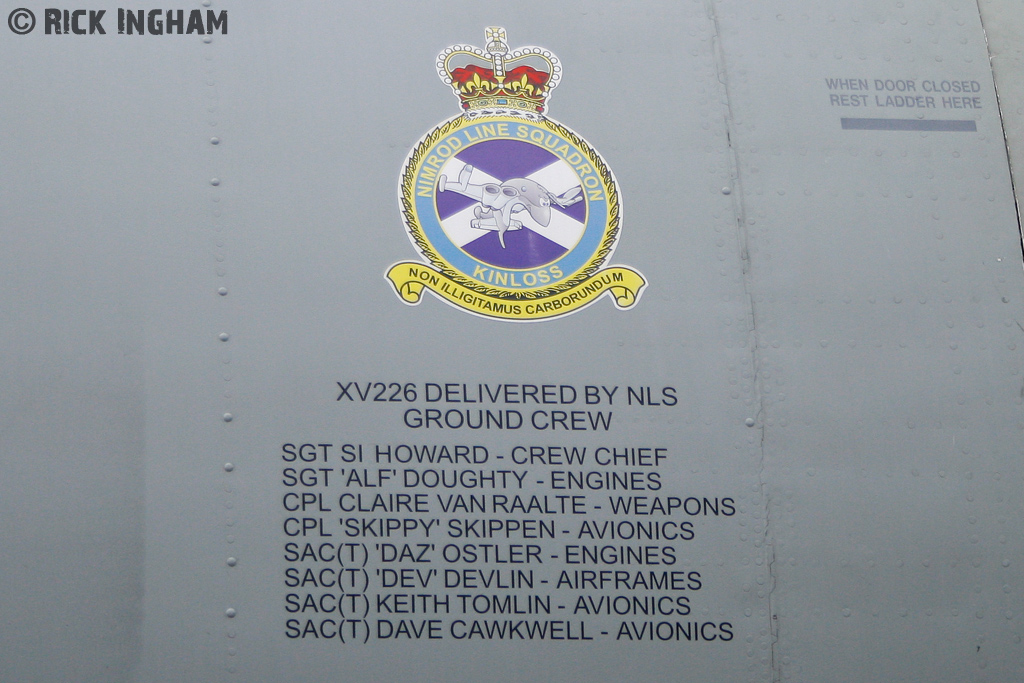 © RICK INGHAM
NIMROD LINE SQUADRON
KINLOSS
NON ILLIGITAMUS CARBORUNDUM
WHEN DOOR CLOSED
REST LADDER HERE
XV226 DELIVERED BY NLS
GROUND CREW
SGT SI HOWARD - CREW CHIEF
SGT 'ALF' DOUGHTY - ENGINES
CPL CLAIRE VAN RAALTE - WEAPONS
CPL 'SKIPPY' SKIPPEN - AVIONICS
SAC(T) 'DAZ' OSTLER - ENGINES
SAC(T) 'DEV' DEVLIN - AIRFRAMES
SAC(T) KEITH TOMLIN - AVIONICS
SAC(T) DAVE CAWKWELL - AVIONICS